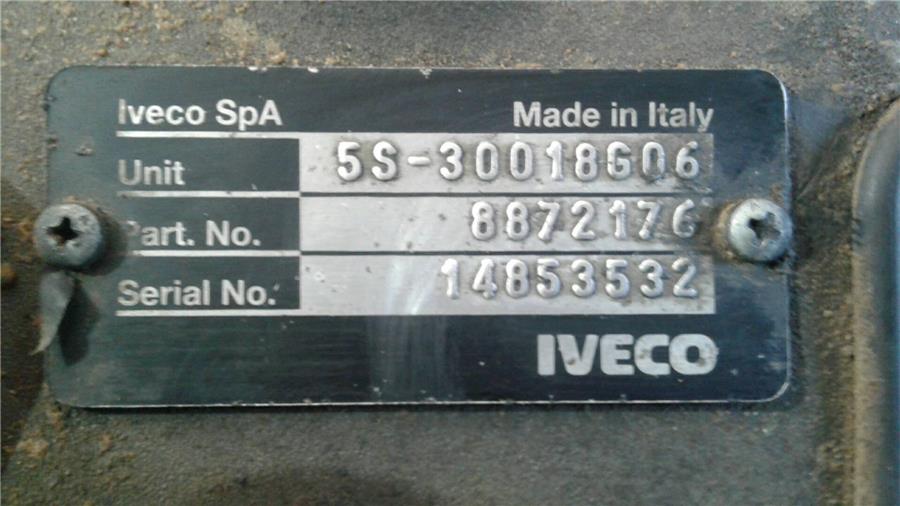 Iveco SpA Made in Italy
Unit 5S-30018G06
Part. No. 8872176
Serial No. 14853532
IVECO